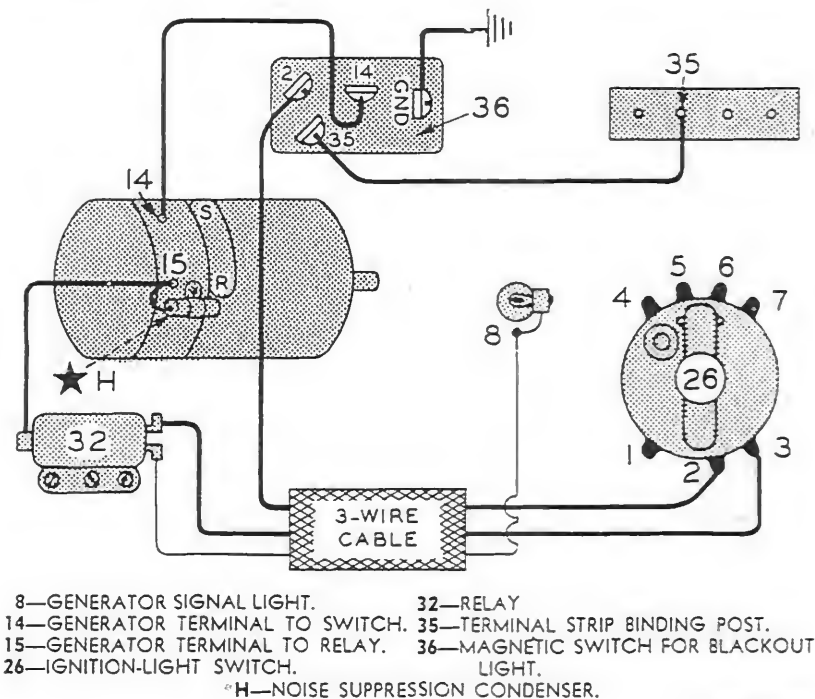 2
14
GND
35
36
35
14
S
15
R
H
32
8
4
5
6
7
26
1
2
3
3-WIRE
CABLE
8—GENERATOR SIGNAL LIGHT.
14—GENERATOR TERMINAL TO SWITCH.
15—GENERATOR TERMINAL TO RELAY.
26—IGNITION-LIGHT SWITCH.
32—RELAY
35—TERMINAL STRIP BINDING POST.
36—MAGNETIC SWITCH FOR BLACKOUT
LIGHT.
*H—NOISE SUPPRESSION CONDENSER.